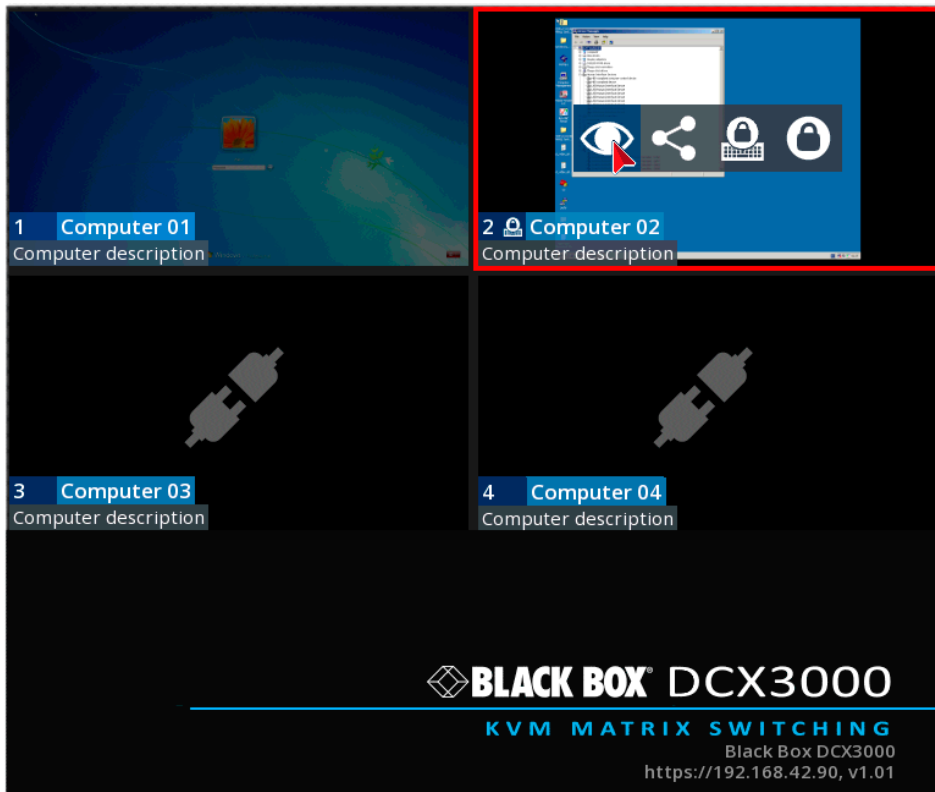 1 Computer 01
Computer description
2 Computer 02
Computer description
3 Computer 03
Computer description
4 Computer 04
Computer description
BLACK BOX® DCX3000
KVM MATRIX SWITCHING
Black Box DCX3000
https://192.168.42.90, v1.01